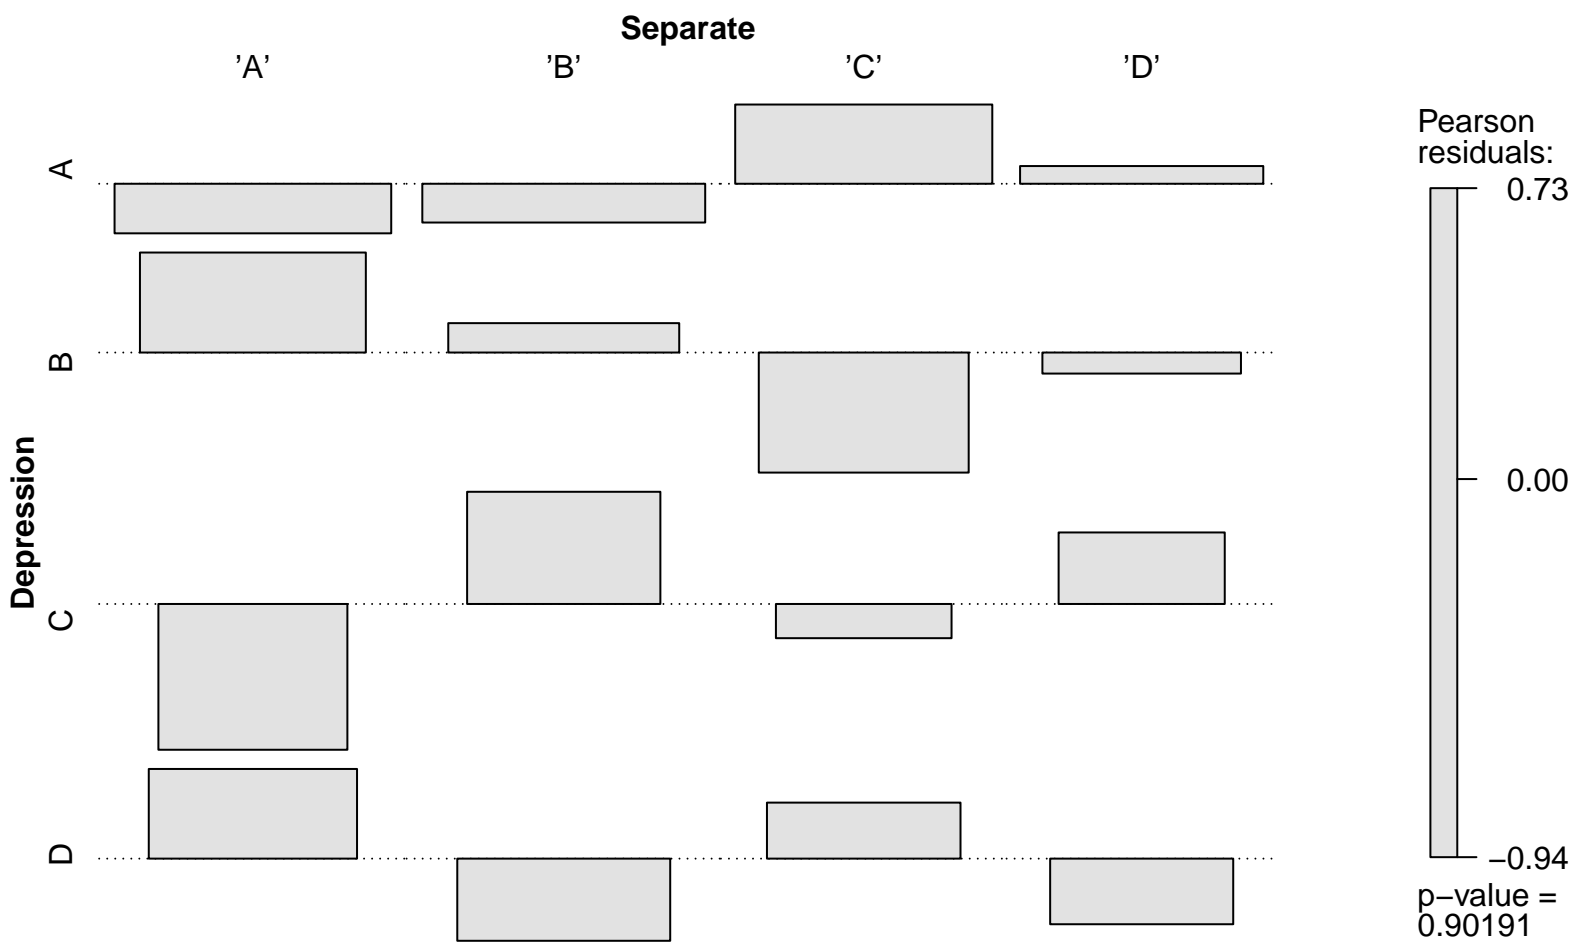 Separate
’A’ ’B’ ’C’ ’D’
Depression
A
B
C
D
Pearson
residuals:
0.73
0.00
−0.94
p−value =
0.90191